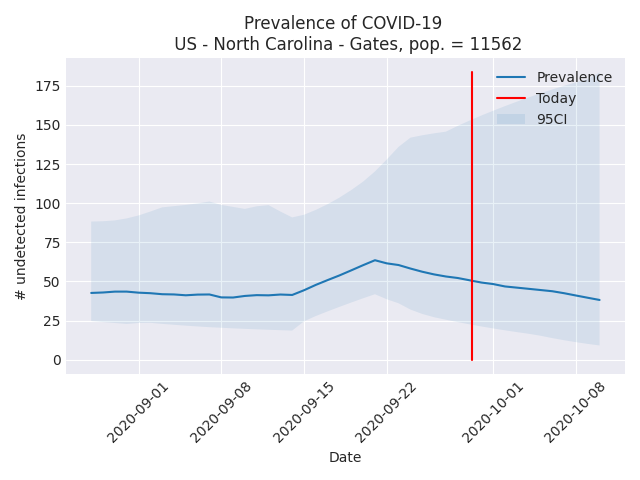 Prevalence of COVID-19
US - North Carolina - Gates, pop. = 11562
Prevalence
Today
95CI
# undetected infections
175
150
125
100
75
50
25
0
2020-09-01
2020-09-08
2020-09-15
2020-09-22
2020-10-01
2020-10-08
Date